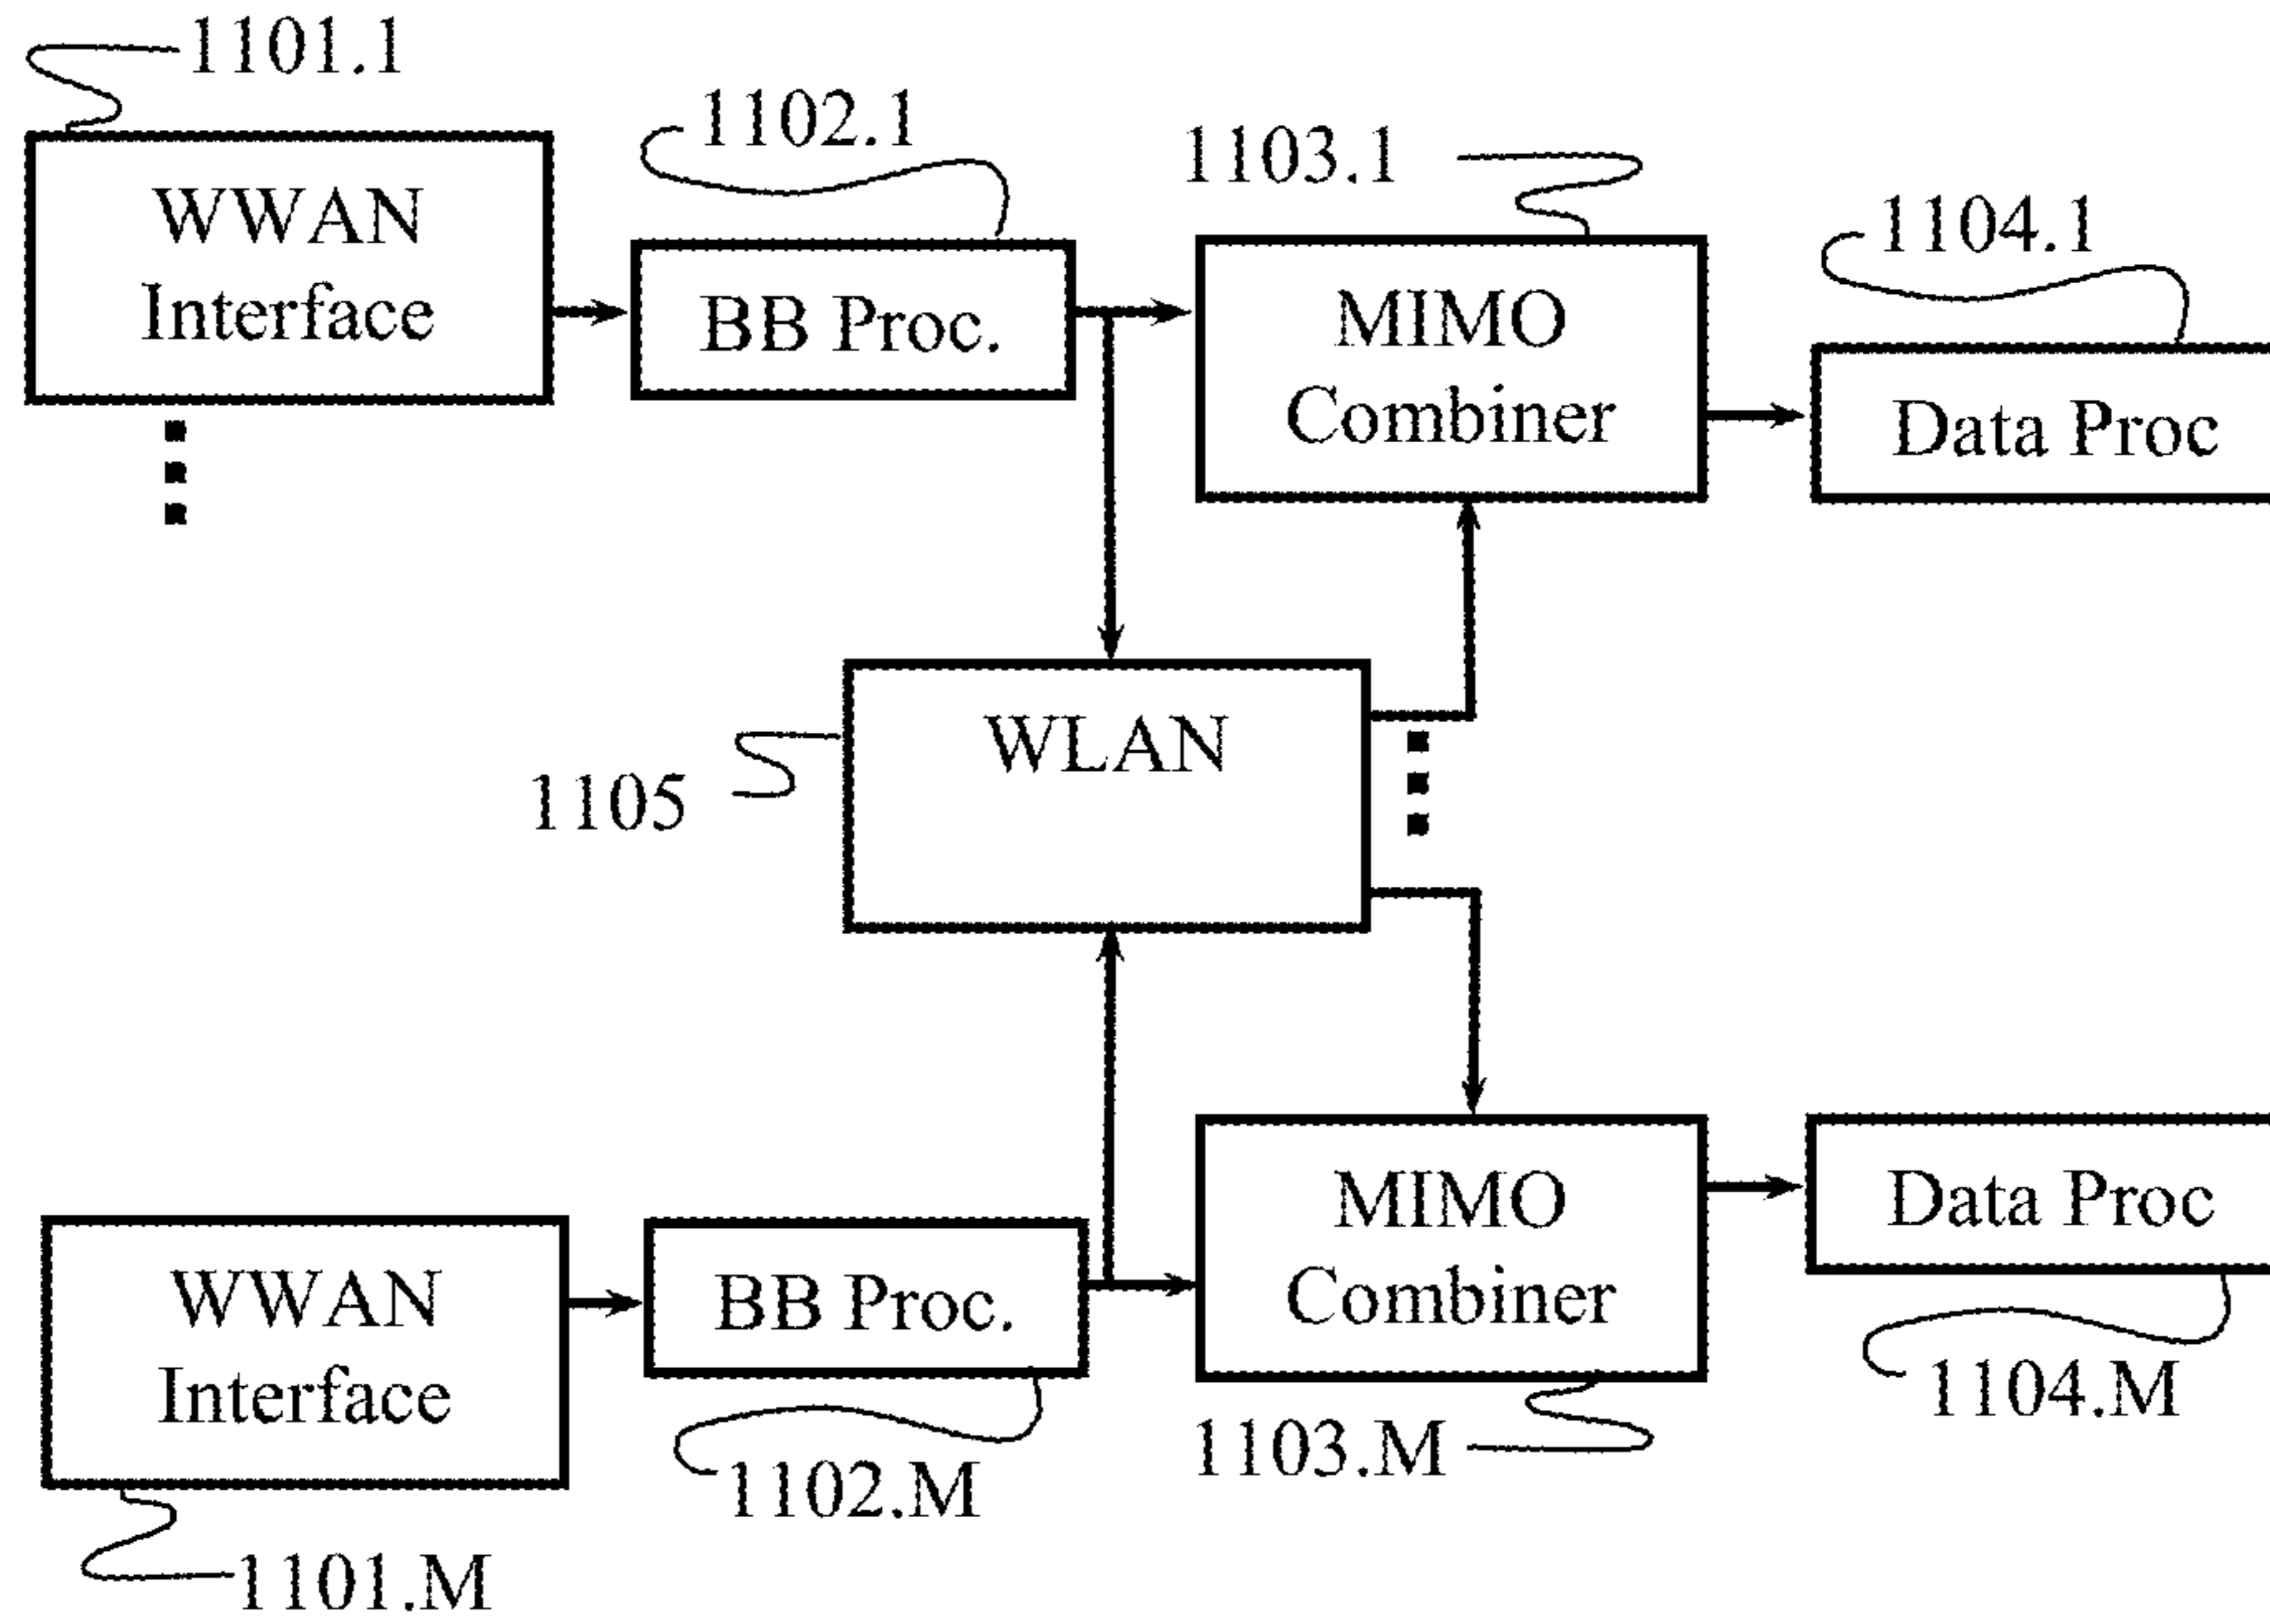 1101.1
1102.1
1103.1
1104.1
WWAN
Interface
BB Proc.
MIMO
Combiner
Data Proc
WLAN
1105
WWAN
Interface
BB Proc.
MIMO
Combiner
Data Proc
1101.M
1102.M
1103.M
1104.M